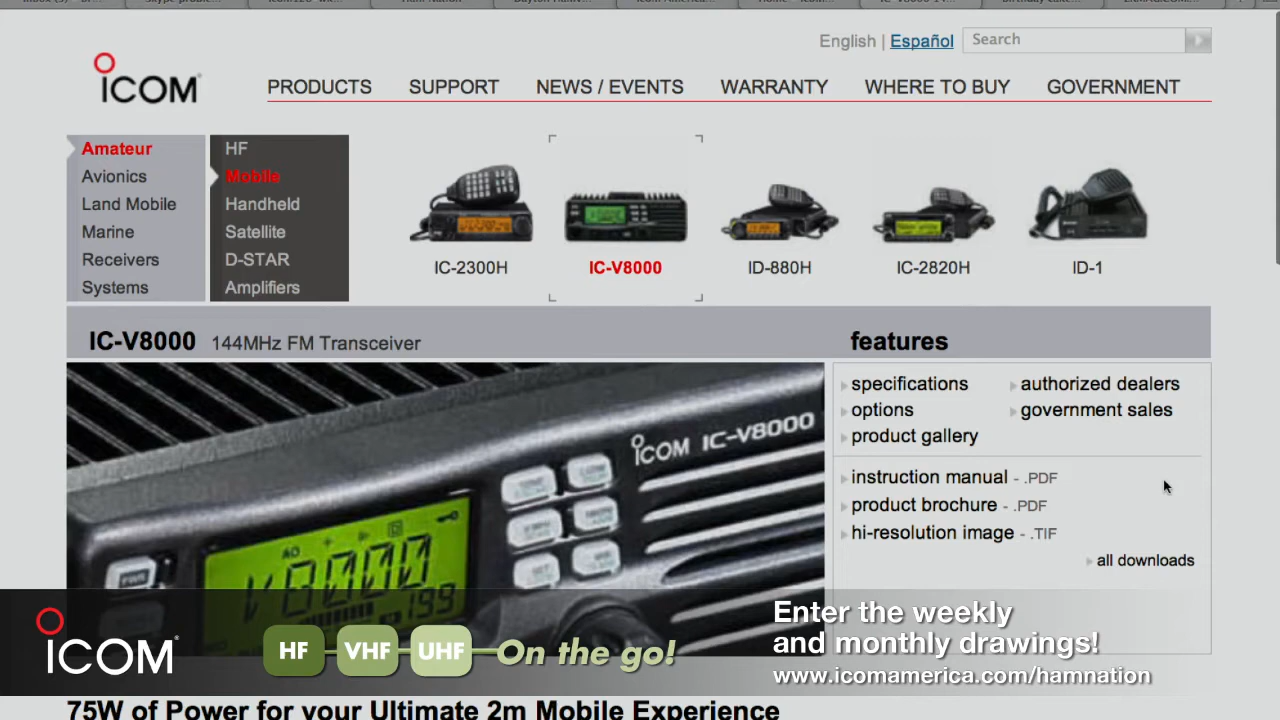 English | Español
Search
ICOM
PRODUCTS
SUPPORT
NEWS / EVENTS
WARRANTY
WHERE TO BUY
GOVERNMENT
Amateur
Avionics
Land Mobile
Marine
Receivers
Systems
HF
Mobile
Handheld
Satellite
D-STAR
Amplifiers
IC-2300H
IC-V8000
ID-880H
IC-2820H
ID-1
IC-V8000 144MHz FM Transceiver
features
specifications
options
product gallery
authorized dealers
government sales
instruction manual - .PDF
product brochure - .PDF
hi-resolution image - .TIF
all downloads
ICOM IC-V8000
V8000
199
ICOM
HF VHF UHF On the go!
Enter the weekly
and monthly drawings!
www.icomamerica.com/hamnation
75W of Power for your Ultimate 2m Mobile Experience